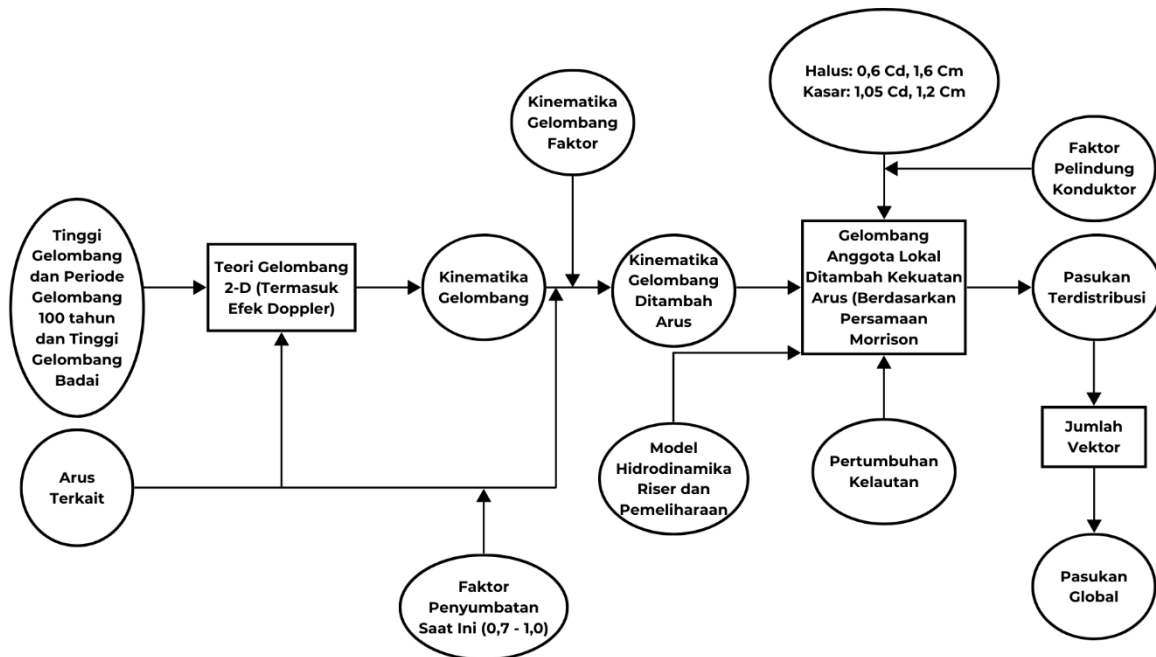 Halus: 0,6 Cd, 1,6 Cm
Kasar: 1,05 Cd, 1,2 Cm
Kinematika
Gelombang
Faktor
Faktor
Pelindung
Konduktor
Tinggi
Gelombang
dan Periode
Gelombang
100 tahun
dan Tinggi
Gelombang
Badai
Teori Gelombang
2-D (Termasuk
Efek Doppler)
Kinematika
Gelombang
Kinematika
Gelombang
Ditambah
Arus
Gelombang
Anggota Lokal
Ditambah Kekuatan
Arus (Berdasarkan
Persamaan
Morrison
Pasukan
Terdistribusi
Jumlah
Vektor
Arus
Terkait
Model
Hidrodinamika
Riser dan
Pemeliharaan
Pertumbuhan
Kelautan
Faktor
Penyumbatan
Saat Ini (0,7 - 1,0)
Pasukan
Global